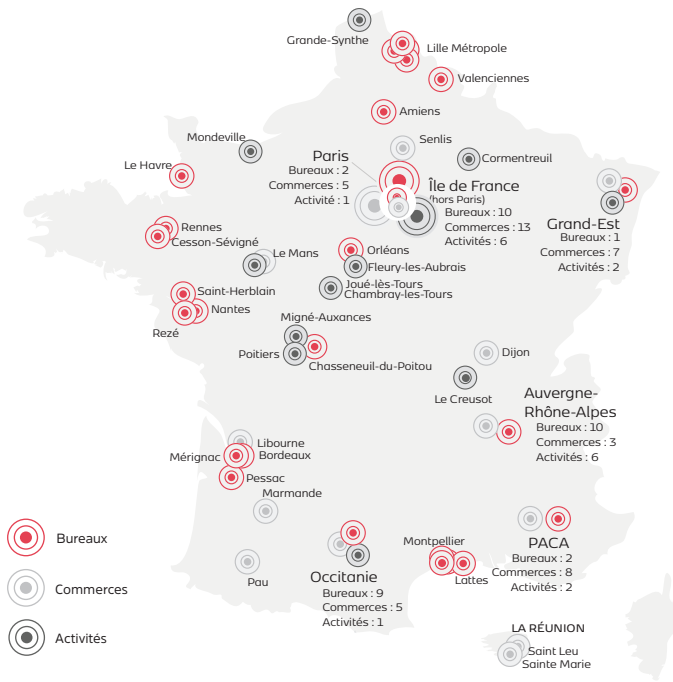 Grande-Synthe
Lille Métropole
Valenciennes
Amiens
Mondeville
Senlis
Cormentreuil
Le Havre
Paris
Bureaux : 2
Commerces : 5
Activité : 1
Île de France
(hors Paris)
Bureaux : 10
Commerces : 13
Activités : 6
Grand-Est
Bureaux : 1
Commerces : 7
Activités : 2
Rennes
Cesson-Sévigné
Le Mans
Orléans
Fleury-les-Aubrais
Joué-lès-Tours
Chambray-les-Tours
Saint-Herblain
Nantes
Rezé
Migné-Auxances
Poitiers
Chasseneuil-du-Poitou
Dijon
Le Creusot
Auvergne-
Rhône-Alpes
Bureaux : 10
Commerces : 3
Activités : 6
Libourne
Mérignac
Bordeaux
Pessac
Marmande
Pau
Occitanie
Bureaux : 9
Commerces : 5
Activités : 1
Montpellier
Lattes
PACA
Bureaux : 2
Commerces : 8
Activités : 2
LA RÉUNION
Saint Leu
Sainte Marie
Bureaux
Commerces
Activités